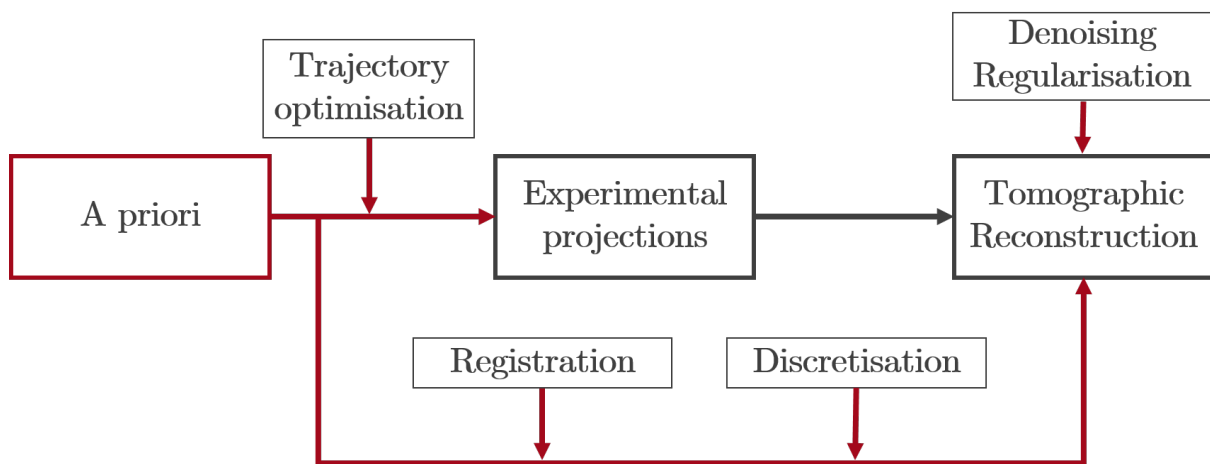 Trajectory
optimisation
Denoising
Regularisation
A priori
Experimental
projections
Tomographic
Reconstruction
Registration
Discretisation